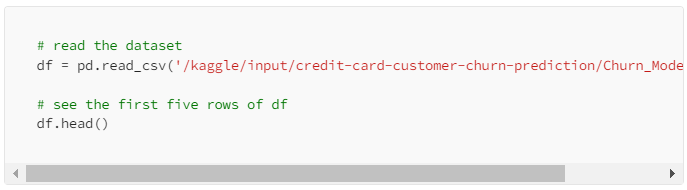 # read the dataset
df = pd.read_csv('/kaggle/input/credit-card-customer-churn-prediction/Churn_Mode
# see the first five rows of df
df.head()